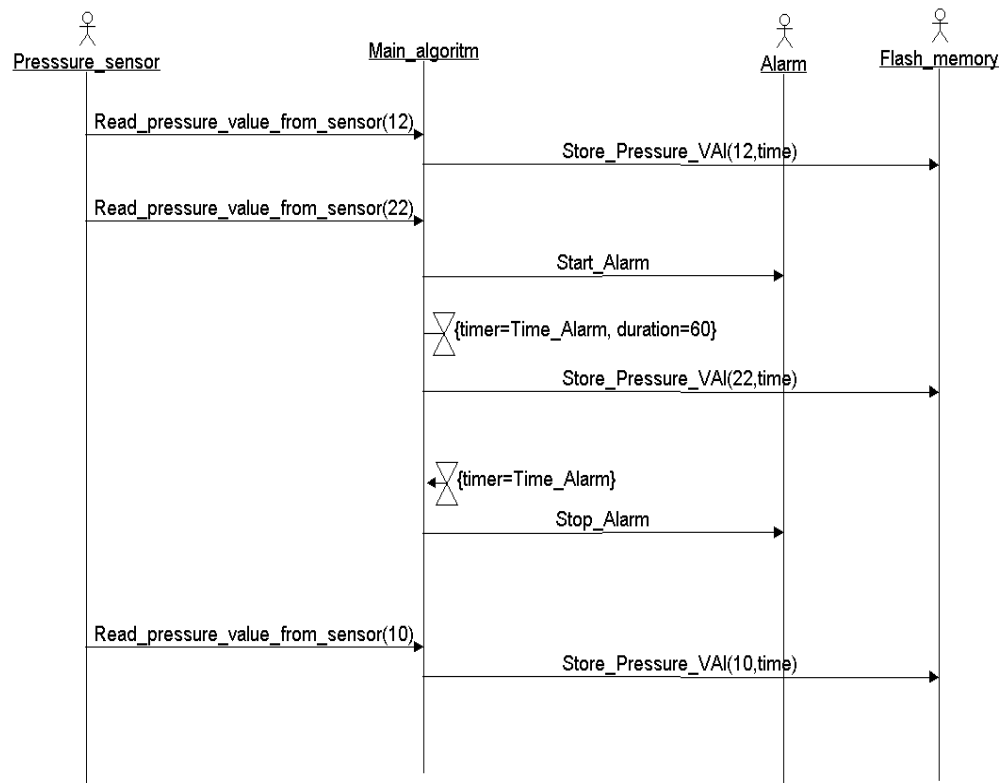 Presssure_sensor
Main_algoritm
Alarm
Flash_memory
Read_pressure_value_from_sensor(12)
Store_Pressure_VAl(12,time)
Read_pressure_value_from_sensor(22)
Start_Alarm
{timer=Time_Alarm, duration=60}
Store_Pressure_VAl(22,time)
{timer=Time_Alarm}
Stop_Alarm
Read_pressure_value_from_sensor(10)
Store_Pressure_VAl(10,time)